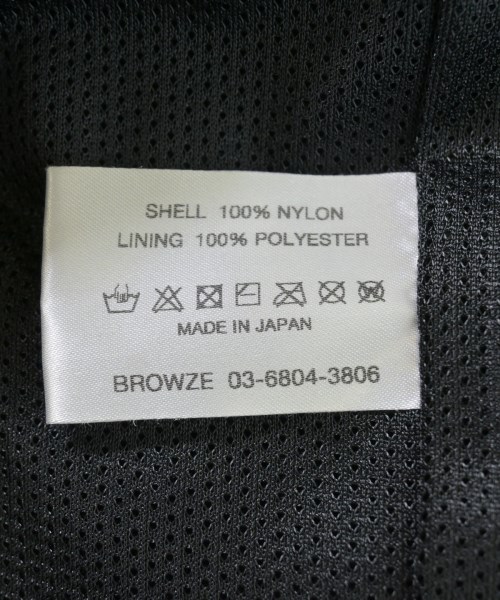 SHELL 100% NYLON
LINING 100% POLYESTER
MADE IN JAPAN
BROWZE 03-6804-3806